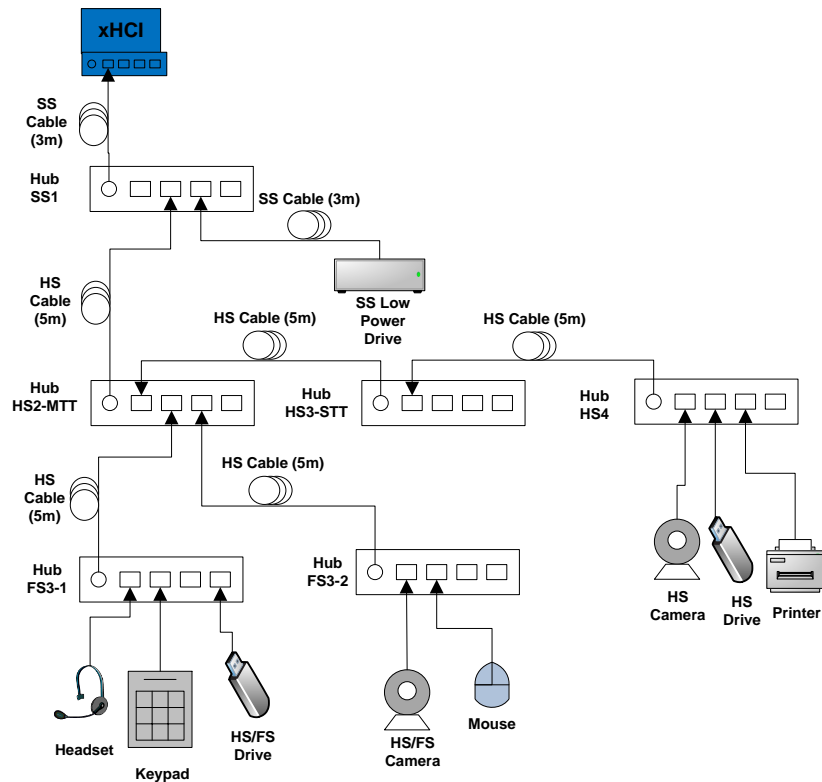 xHCI
SS
Cable
(3m)
Hub
SS1
SS Cable (3m)
HS
Cable
(5m)
SS Low
Power
Drive
HS Cable (5m)
HS Cable (5m)
Hub
HS2-MTT
Hub
HS3-STT
Hub
HS4
HS
Cable
(5m)
HS Cable (5m)
Hub
FS3-1
Hub
FS3-2
HS
Camera
HS
Drive
Printer
Headset
Keypad
HS/FS
Drive
HS/FS
Camera
Mouse